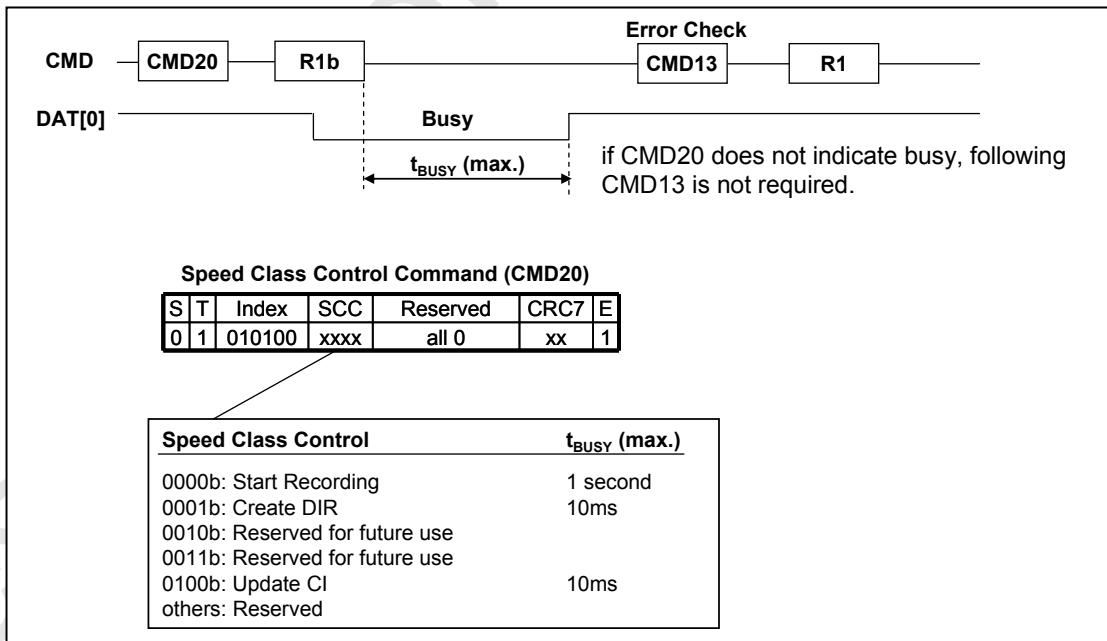 Error Check
CMD CMD20 R1b CMD13 R1
DAT[0] Busy
tBUSY (max.)
if CMD20 does not indicate busy, following
CMD13 is not required.
Speed Class Control Command (CMD20)
S T Index SCC Reserved CRC7 E
0 1 010100 xxxx all 0 xx 1
Speed Class Control tBUSY (max.)
0000b: Start Recording 1 second
0001b: Create DIR 10ms
0010b: Reserved for future use
0011b: Reserved for future use
0100b: Update CI 10ms
others: Reserved